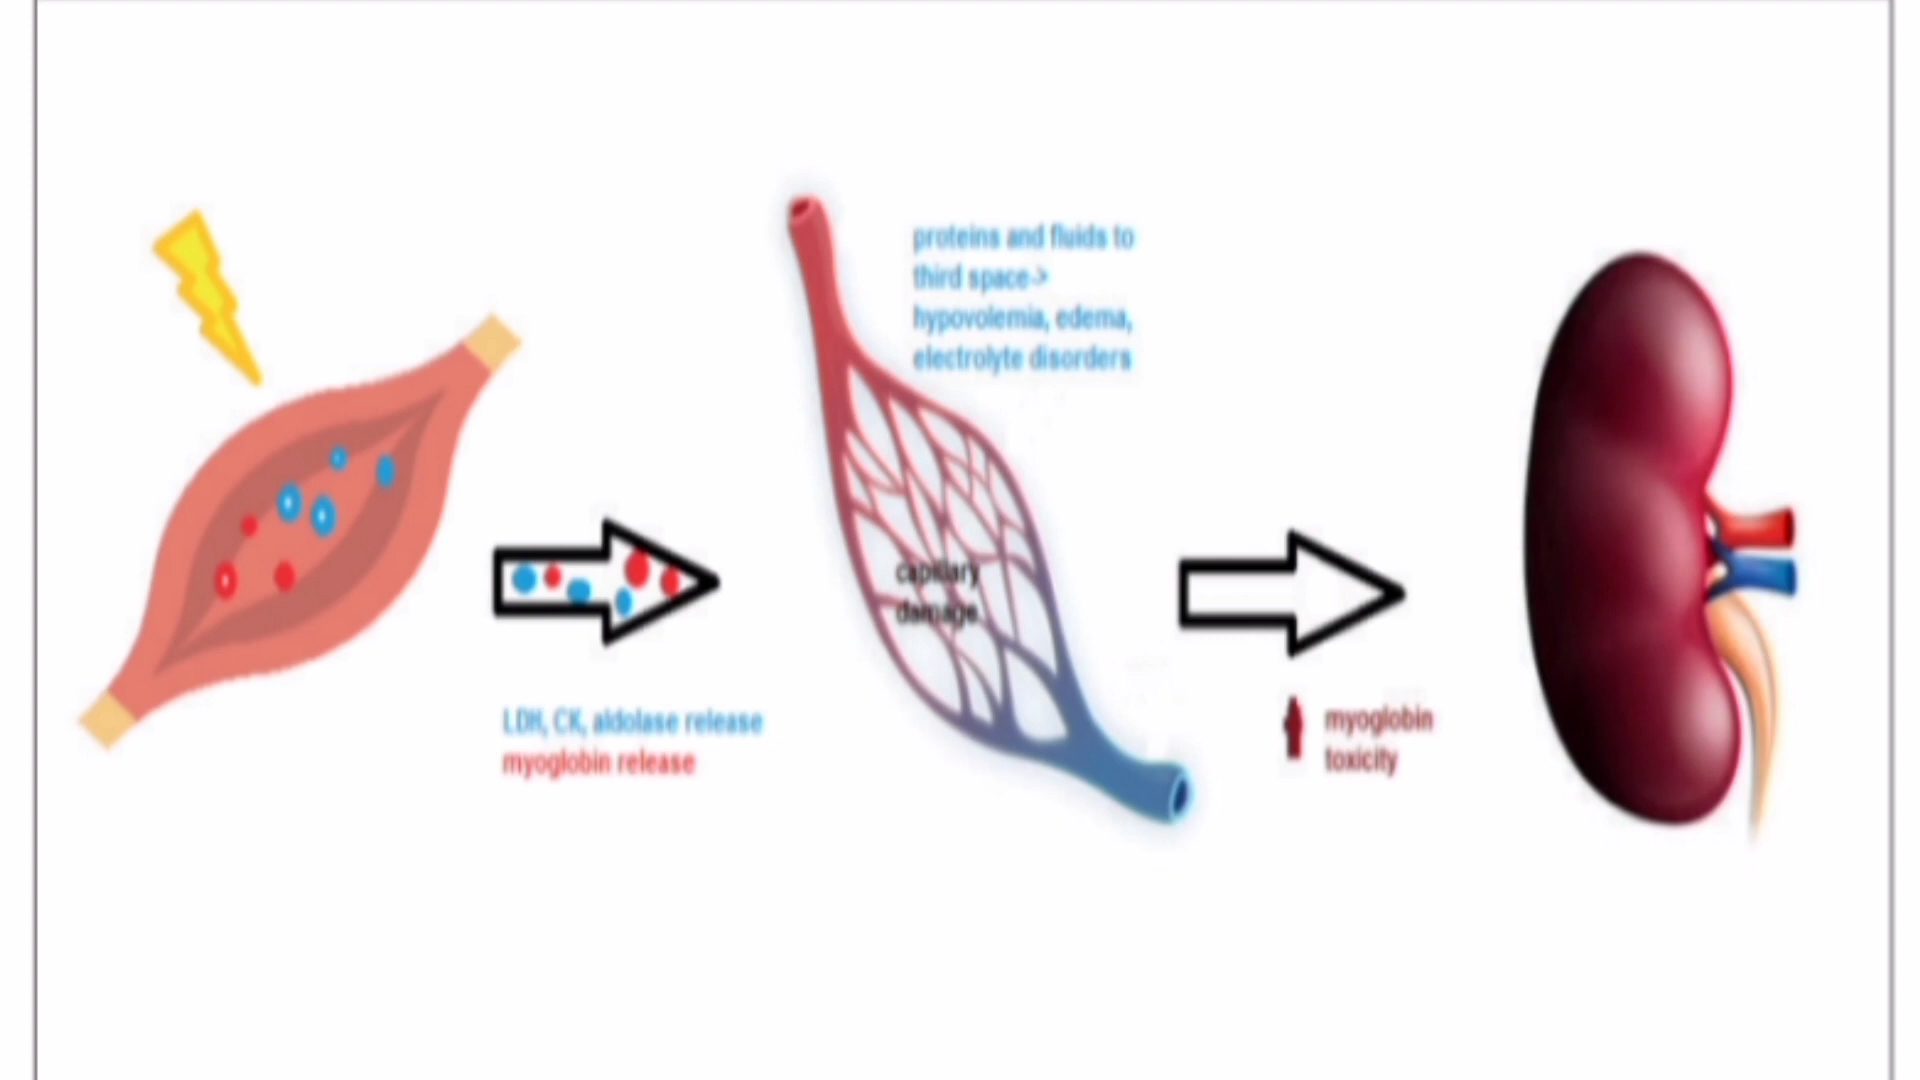 proteins and fluids to
third space->
hypovolemia, edema,
electrolyte disorders
capillary
damage
LDH, CK, aldolase release
myoglobin release
myoglobin
toxicity